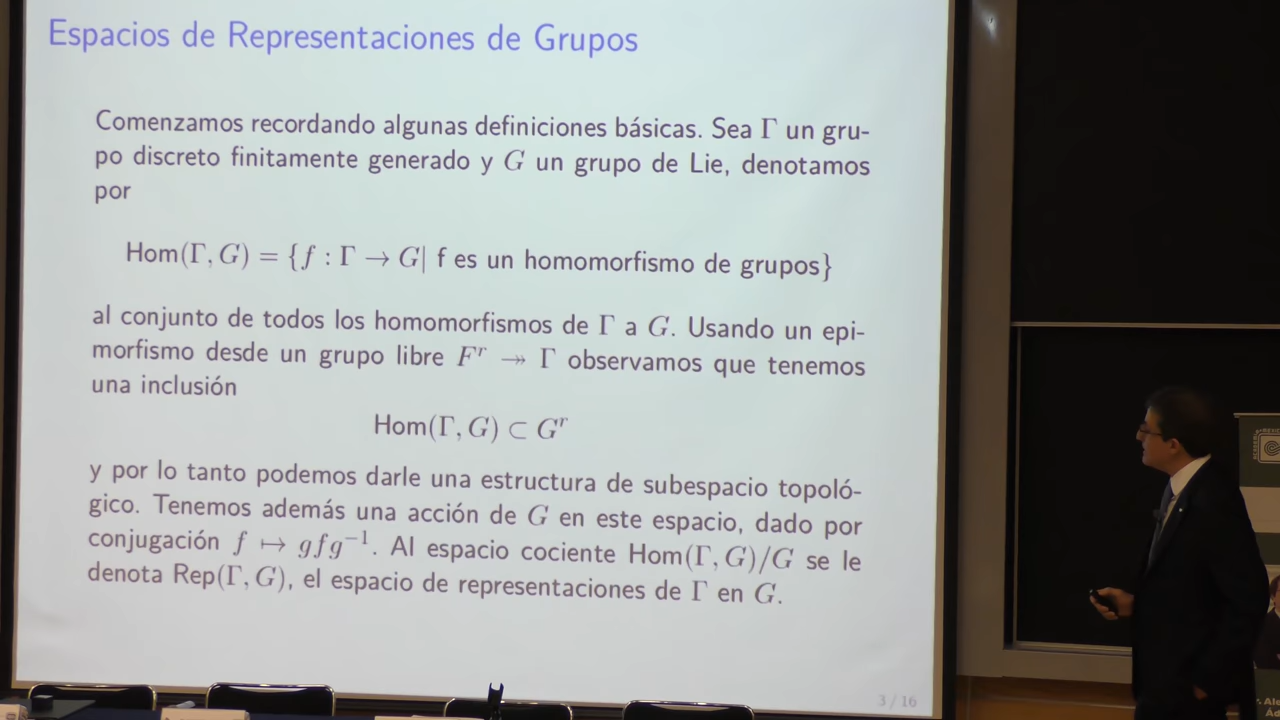 Espacios de Representaciones de Grupos
Comenzamos recordando algunas definiciones básicas. Sea Γ un gru-
po discreto finitamente generado y G un grupo de Lie, denotamos
por
Hom(Γ, G) = {f : Γ → G| f es un homomorfismo de grupos}
al conjunto de todos los homomorfismos de Γ a G. Usando un epi-
morfismo desde un grupo libre Fʳ ↠ Γ observamos que tenemos
una inclusión
Hom(Γ, G) ⊂ Gʳ
y por lo tanto podemos darle una estructura de subespacio topoló-
gico. Tenemos además una acción de G en este espacio, dado por
conjugación f ↦ gfg⁻¹. Al espacio cociente Hom(Γ, G)/G se le
denota Rep(Γ, G), el espacio de representaciones de Γ en G.
3 / 16